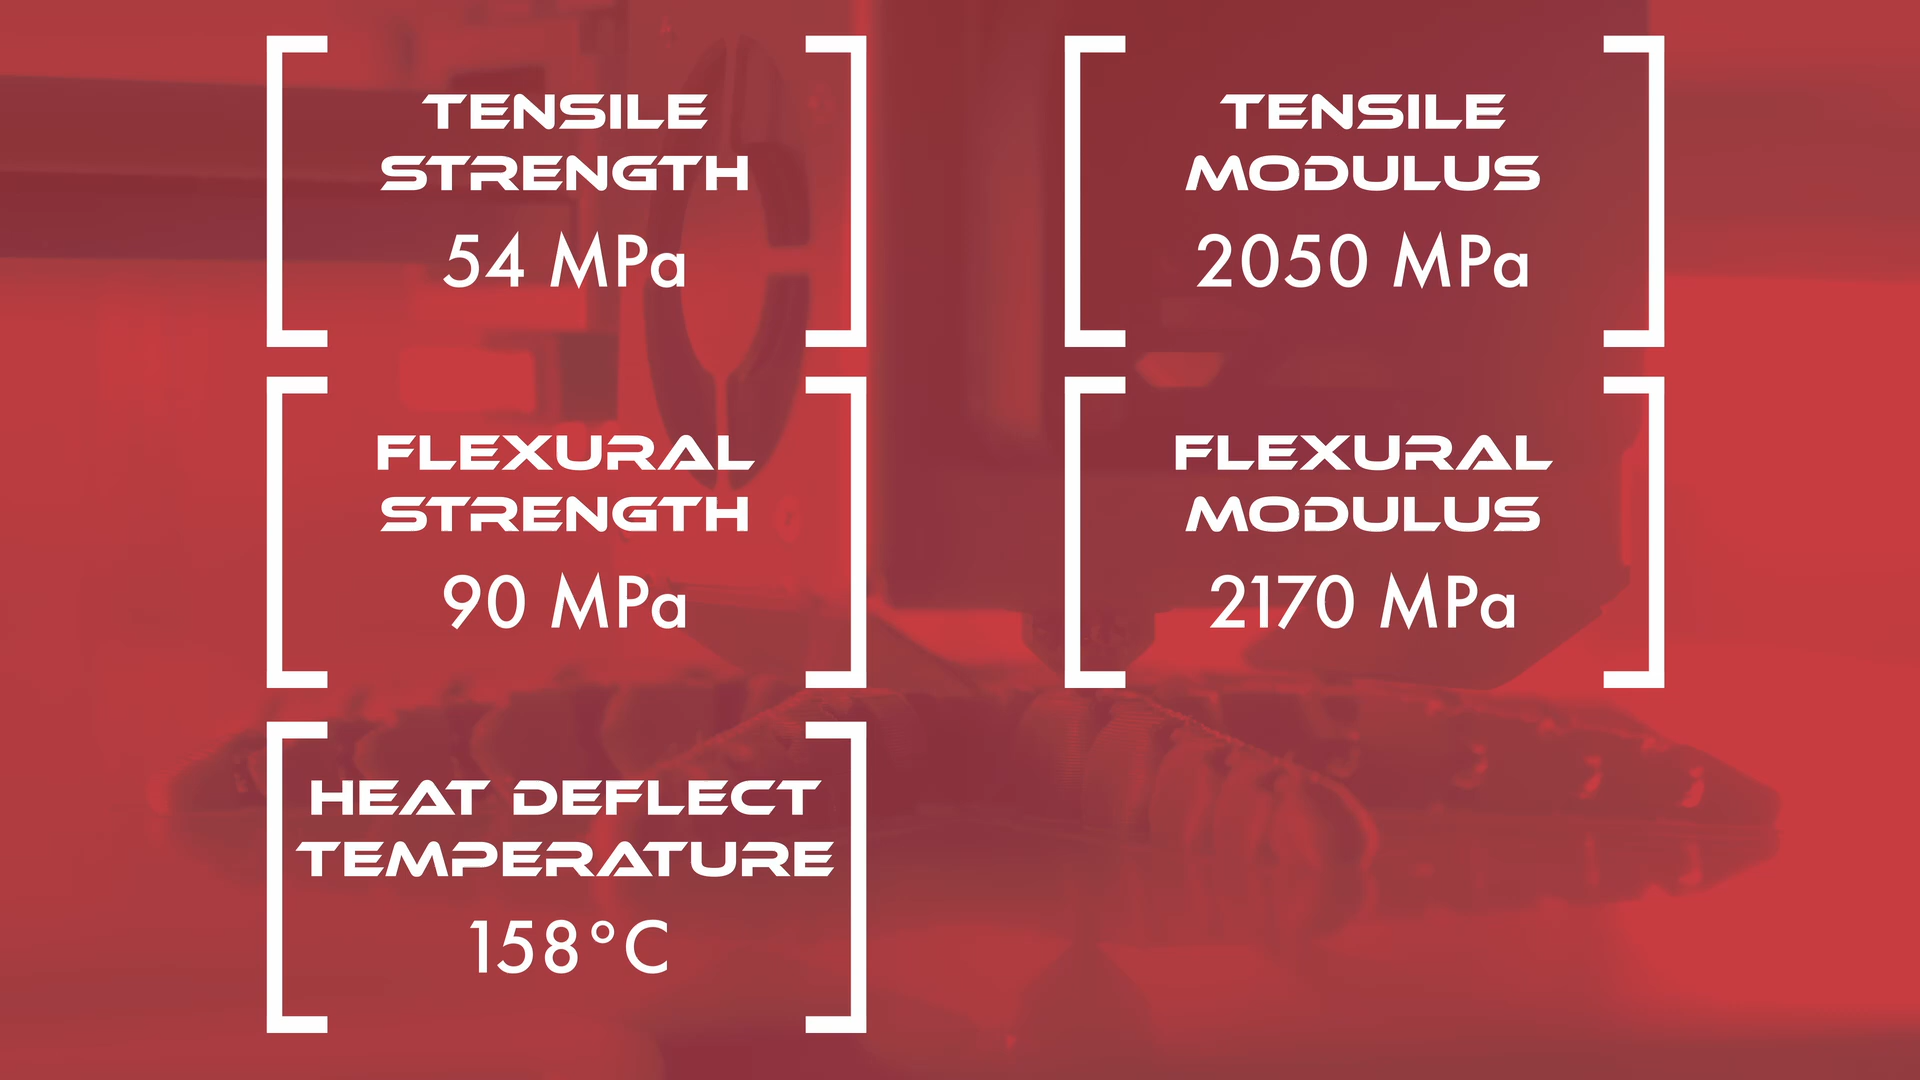 TENSILE
STRENGTH
54 MPa
TENSILE
MODULUS
2050 MPa
FLEXURAL
STRENGTH
90 MPa
FLEXURAL
MODULUS
2170 MPa
HEAT DEFLECT
TEMPERATURE
158°C